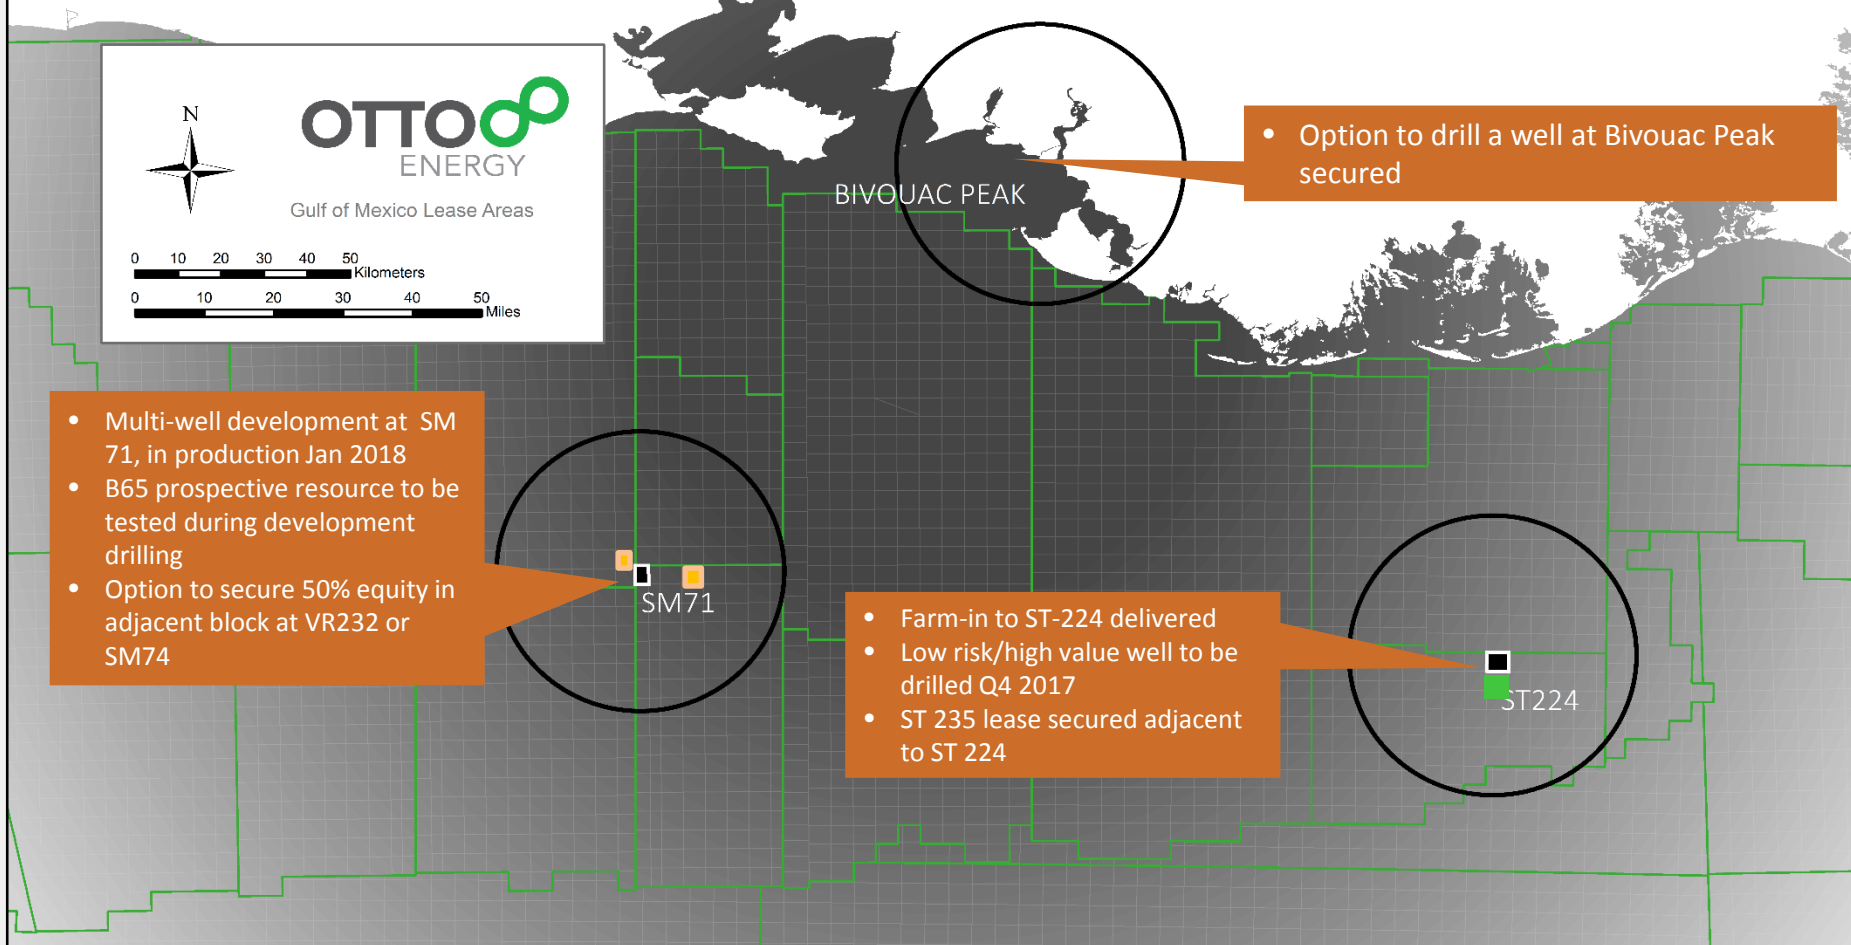 N
OTTO
ENERGY
Gulf of Mexico Lease Areas
0 10 20 30 40 50
Kilometers
0 10 20 30 40 50
Miles
BIVOUAC PEAK
• Option to drill a well at Bivouac Peak
secured
• Multi-well development at SM
71, in production Jan 2018
• B65 prospective resource to be
tested during development
drilling
• Option to secure 50% equity in
adjacent block at VR232 or
SM74
SM71
• Farm-in to ST-224 delivered
• Low risk/high value well to be
drilled Q4 2017
• ST 235 lease secured adjacent
to ST 224
ST224